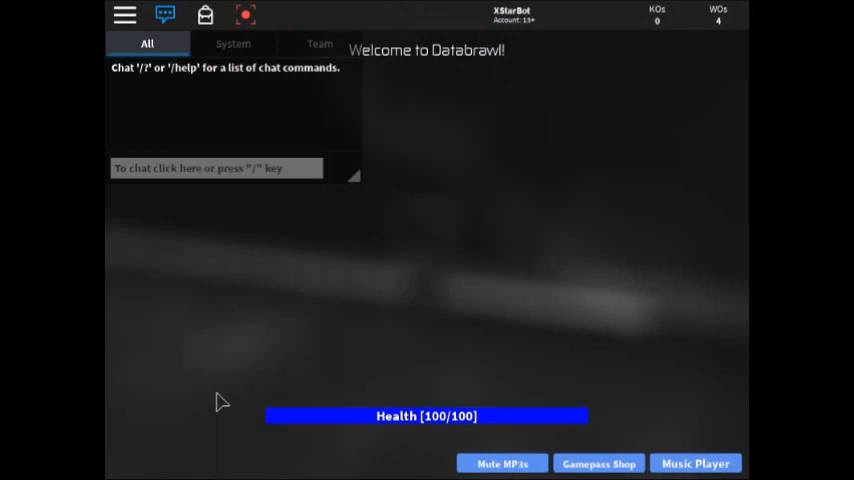 XStarBot
Account: 13+
KOs
0
WOs
4
All
System
Team
Welcome to Databrawl!
Chat '/?' or '/help' for a list of chat commands.
To chat click here or press "/" key
Health [100/100]
Mute MP3s
Gamepass Shop
Music Player